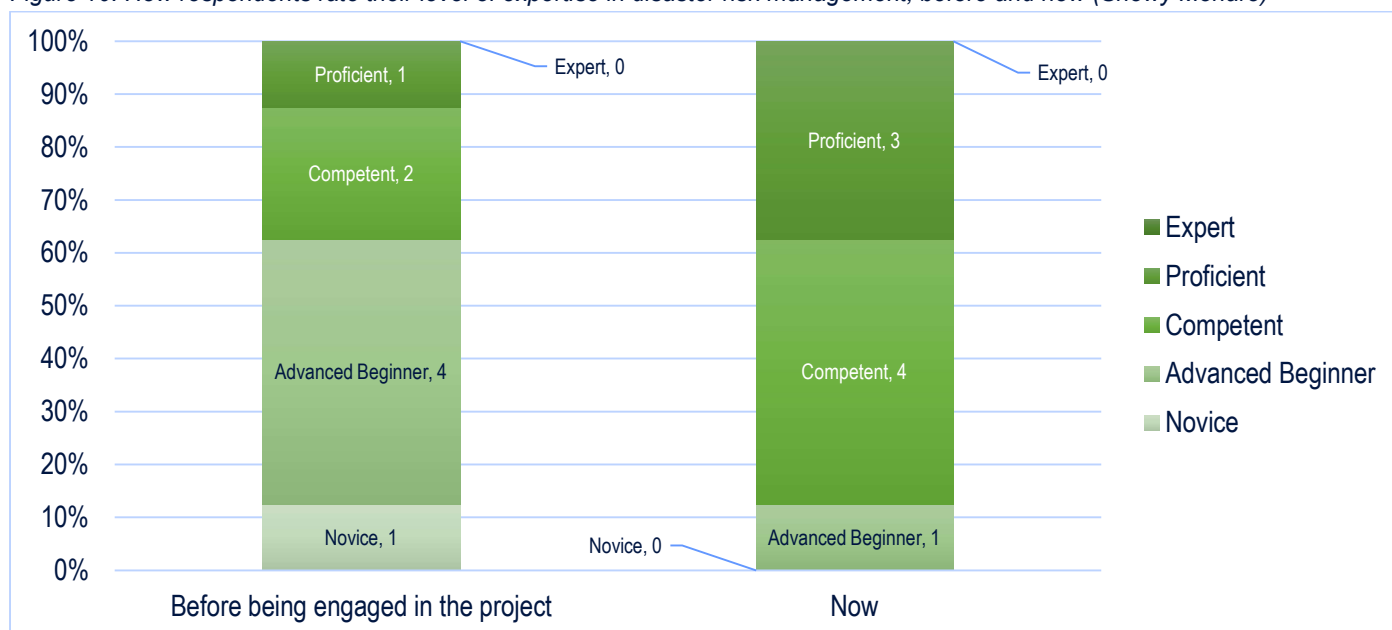 100%
90%
80%
70%
60%
50%
40%
30%
20%
10%
0%
Proficient, 1
Expert, 0
Competent, 2
Advanced Beginner, 4
Novice, 1
Expert, 0
Proficient, 3
Competent, 4
Advanced Beginner, 1
Novice, 0
Before being engaged in the project
Now
Expert
Proficient
Competent
Advanced Beginner
Novice